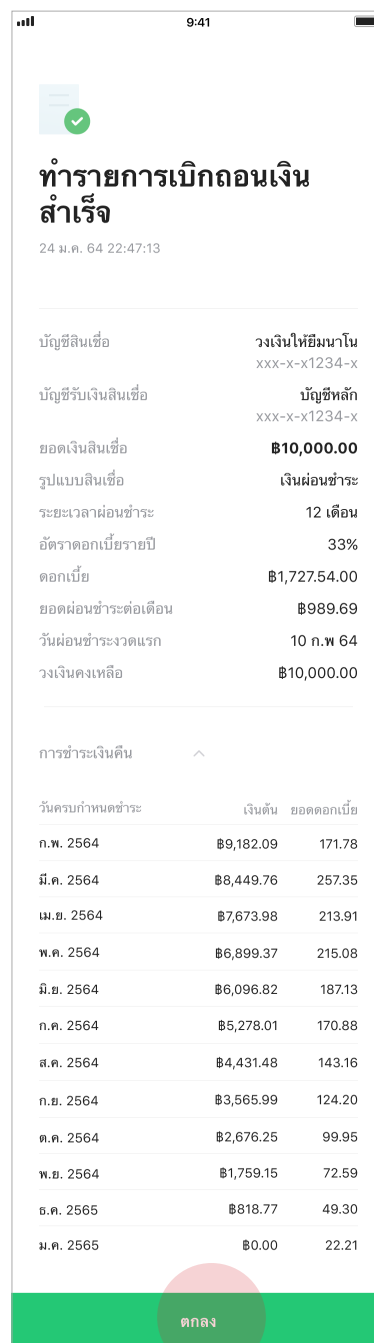 9:41
ทำรายการเบิกถอนเงิน
สำเร็จ
24 ม.ค. 64 22:47:13
บัญชีสินเชื่อ วงเงินให้ยืมนาโน
xxx-x-x1234-x
บัญชีรับเงินสินเชื่อ บัญชีหลัก
xxx-x-x1234-x
ยอดเงินสินเชื่อ ฿10,000.00
รูปแบบสินเชื่อ เงินผ่อนชำระ
ระยะเวลาผ่อนชำระ 12 เดือน
อัตราดอกเบี้ยรายปี 33%
ดอกเบี้ย ฿1,727.54.00
ยอดผ่อนชำระต่อเดือน ฿989.69
วันผ่อนชำระงวดแรก 10 ก.พ 64
วงเงินคงเหลือ ฿10,000.00
การชำระเงินคืน
วันครบกำหนดชำระ เงินต้น ยอดดอกเบี้ย
ก.พ. 2564 ฿9,182.09 171.78
มี.ค. 2564 ฿8,449.76 257.35
เม.ย. 2564 ฿7,673.98 213.91
พ.ค. 2564 ฿6,899.37 215.08
มิ.ย. 2564 ฿6,096.82 187.13
ก.ค. 2564 ฿5,278.01 170.88
ส.ค. 2564 ฿4,431.48 143.16
ก.ย. 2564 ฿3,565.99 124.20
ต.ค. 2564 ฿2,676.25 99.95
พ.ย. 2564 ฿1,759.15 72.59
ธ.ค. 2565 ฿818.77 49.30
ม.ค. 2565 ฿0.00 22.21
ตกลง